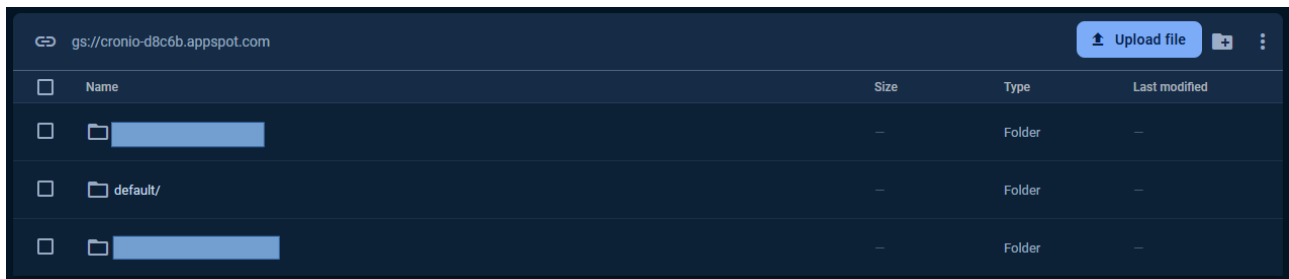 gs://cronio-d8c6b.appspot.com Upload file
Name Size Type Last modified
— Folder —
default/ — Folder —
— Folder —